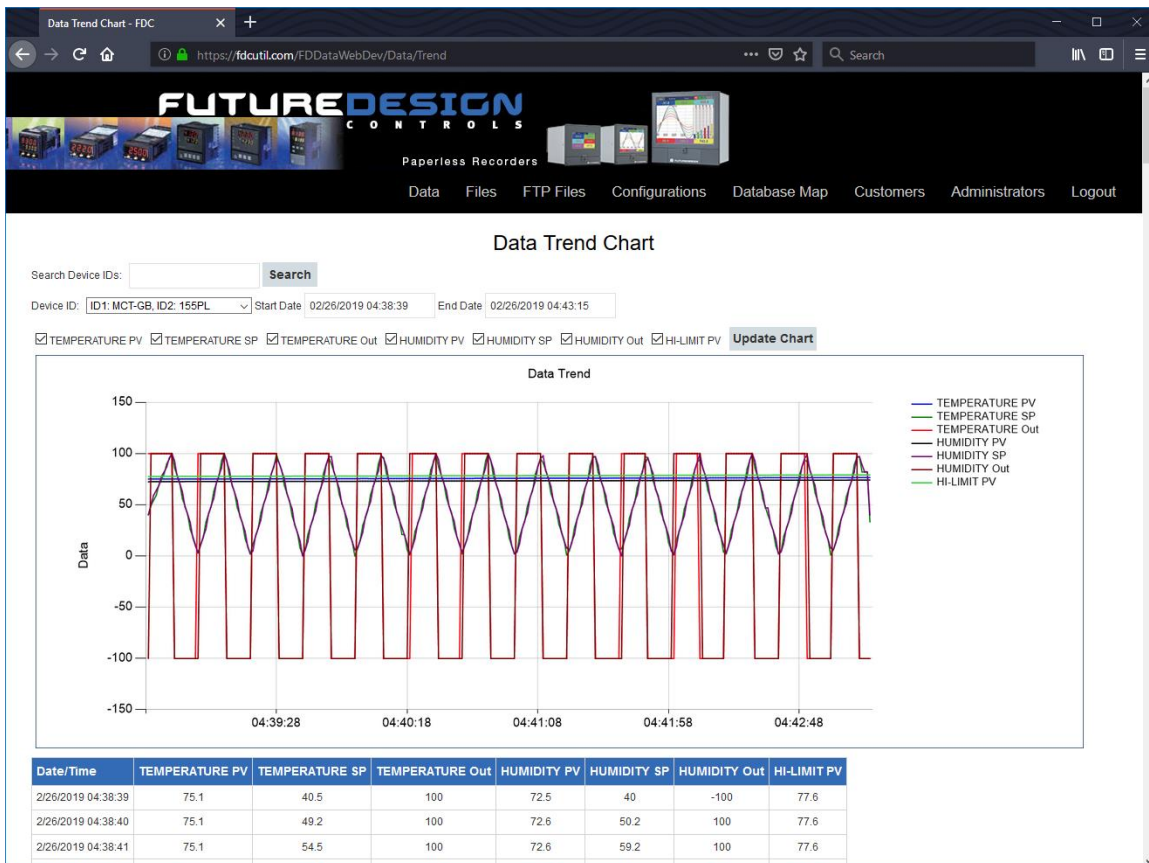 Data Trend Chart - FDC
https://fdcutil.com/FDDataWebDev/Data/Trend
Search
FUTUREDESIGN
CONTROLS
Paperless Recorders
Data Files FTP Files Configurations Database Map Customers Administrators Logout
Data Trend Chart
Search Device IDs: Search
Device ID: ID1: MCT-GB, ID2: 155PL Start Date 02/26/2019 04:38:39 End Date 02/26/2019 04:43:15
TEMPERATURE PV TEMPERATURE SP TEMPERATURE Out HUMIDITY PV HUMIDITY SP HUMIDITY Out HI-LIMIT PV Update Chart
Data Trend
150
100
50
0
-50
-100
-150
Data
04:39:28 04:40:18 04:41:08 04:41:58 04:42:48
TEMPERATURE PV
TEMPERATURE SP
TEMPERATURE Out
HUMIDITY PV
HUMIDITY SP
HUMIDITY Out
HI-LIMIT PV
Date/Time TEMPERATURE PV TEMPERATURE SP TEMPERATURE Out HUMIDITY PV HUMIDITY SP HUMIDITY Out HI-LIMIT PV
2/26/2019 04:38:39 75.1 40.5 100 72.5 40 -100 77.6
2/26/2019 04:38:40 75.1 49.2 100 72.6 50.2 100 77.6
2/26/2019 04:38:41 75.1 54.5 100 72.6 59.2 100 77.6